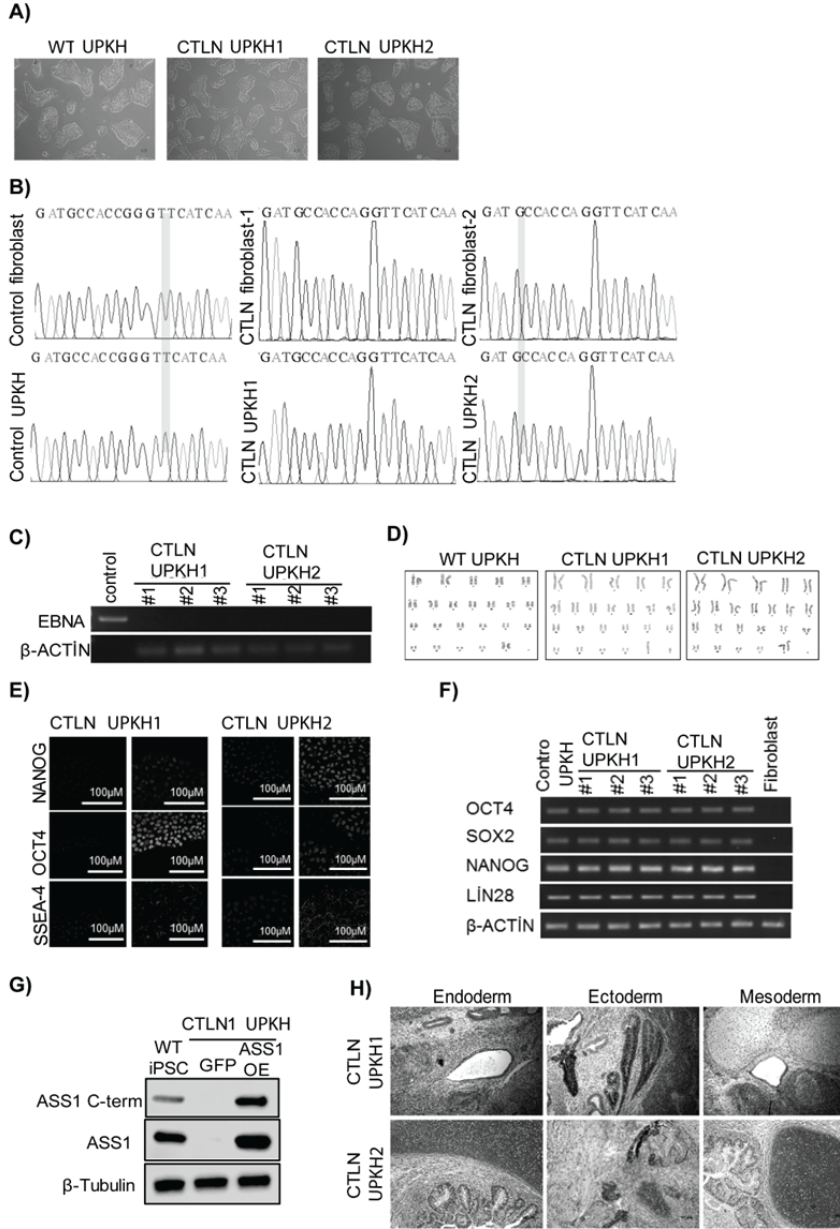 A)
WT UPKH
CTLN UPKH1
CTLN UPKH2
B)
Control fibroblast
GATGCCACCGGGTTCATCAA
CTLN fibroblast-1
GATGCCACCAGGTTCATCAA
CTLN fibroblast-2
GATGCCACCAGGTTCATCAA
Control UPKH
GATGCCACCGGGTTCATCAA
CTLN UPKH1
GATGCCACCAGGTTCATCAA
CTLN UPKH2
GATGCCACCAGGTTCATCAA
C)
control
CTLN UPKH1
CTLN UPKH2
#1 #2 #3 #1 #2 #3
EBNA
β-ACTİN
D)
WT UPKH
CTLN UPKH1
CTLN UPKH2
E)
CTLN UPKH1
CTLN UPKH2
NANOG
100µM 100µM 100µM 100µM
OCT4
100µM 100µM 100µM 100µM
SSEA-4
100µM 100µM 100µM 100µM
F)
Contro UPKH
CTLN UPKH1
CTLN UPKH2
Fibroblast
#1 #2 #3 #1 #2 #3
OCT4
SOX2
NANOG
LİN28
β-ACTİN
G)
CTLN1 UPKH
WT iPSC
GFP
ASS1 OE
ASS1 C-term
ASS1
β-Tubulin
H)
Endoderm
Ectoderm
Mesoderm
CTLN UPKH1
CTLN UPKH2